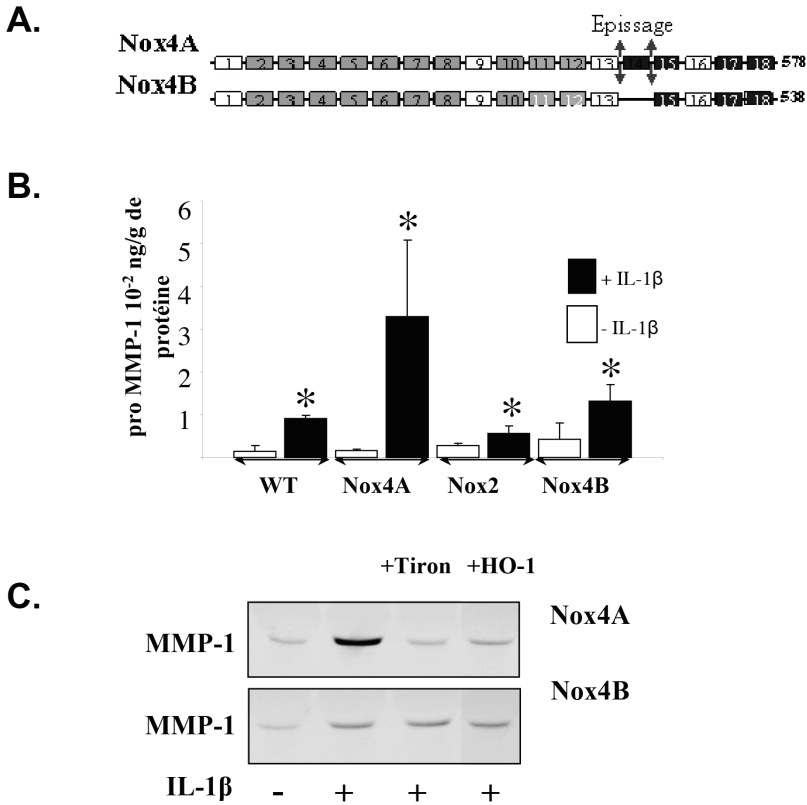 A.
Epissage
Nox4A
1 2 3 4 5 6 7 8 9 10 11 12 13 14 15 16 17 18 578
Nox4B
1 2 3 4 5 6 7 8 9 10 11 12 13 15 16 17 18 538
B.
pro MMP-1 10-2 ng/g de
protéine
6
5
4
3
2
1
* * * *
+ IL-1β
- IL-1β
WT Nox4A Nox2 Nox4B
+Tiron +HO-1
C.
Nox4A
MMP-1
Nox4B
MMP-1
IL-1β - + + +